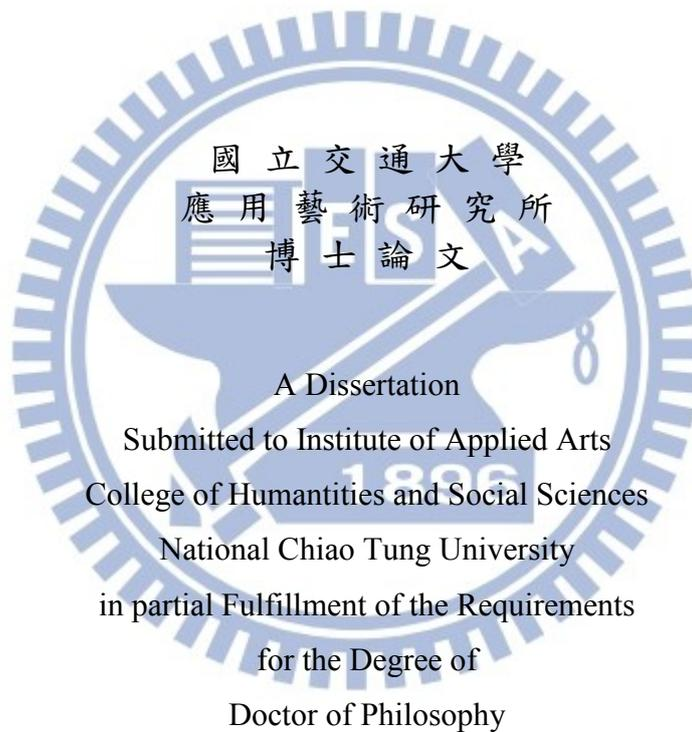 國 立 交 通 大 學
應 用 藝 術 研 究 所
博 士 論 文
E S A
A Dissertation
Submitted to Institute of Applied Arts
1896
College of Humantities and Social Sciences
National Chiao Tung University
in partial Fulfillment of the Requirements
for the Degree of
Doctor of Philosophy